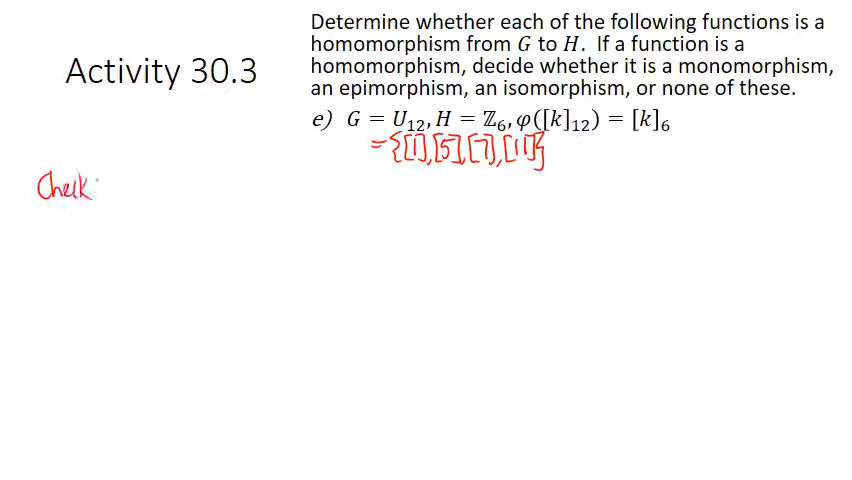 Activity 30.3
Determine whether each of the following functions is a
homomorphism from 𝐺 to 𝐻. If a function is a
homomorphism, decide whether it is a monomorphism,
an epimorphism, an isomorphism, or none of these.
e) 𝐺 = 𝑈₁₂, 𝐻 = ℤ₆, 𝜑([𝑘]₁₂) = [𝑘]₆
= {[1], [5], [7], [11]}
Check: